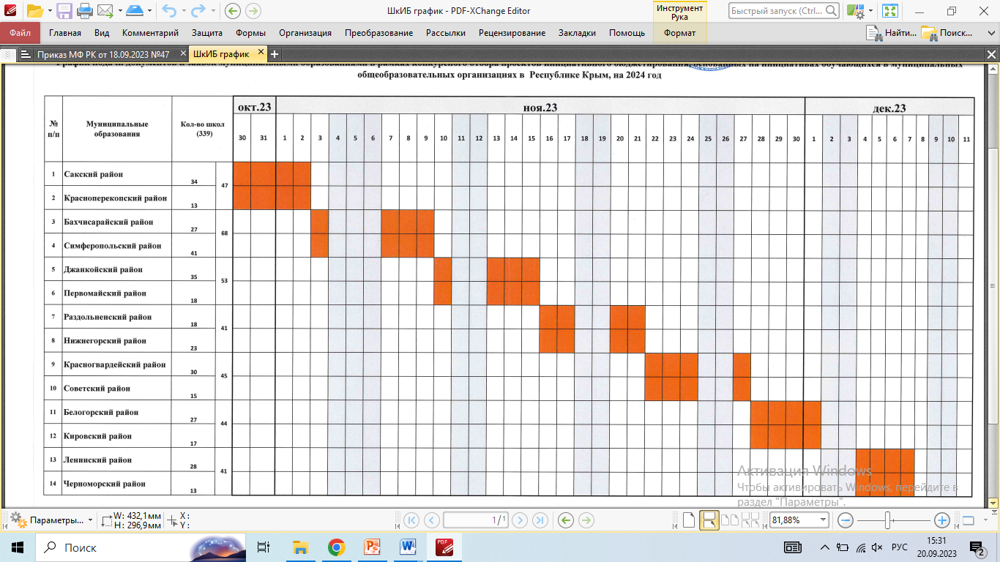 ШкИБ график - PDF-XChange Editor
Инструмент
Рука
Быстрый запуск (Ctrl...
Файл Главная Вид Комментарий Защита Формы Организация Преобразование Рассылки Рецензирование Закладки Помощь Формат Найти... Поиск...
Приказ МФ РК от 18.09.2023 №47 ШкИБ график
общеобразовательных организациях в Республике Крым, на 2024 год
№ п/п Муниципальные образования Кол-во школ (339) окт.23 ноя.23 дек.23
30 31 1 2 3 4 5 6 7 8 9 10 11 12 13 14 15 16 17 18 19 20 21 22 23 24 25 26 27 28 29 30 1 2 3 4 5 6 7 8 9 10 11
1 Сакский район 34 47
2 Красноперекопский район 13
3 Бахчисарайский район 27 68
4 Симферопольский район 41
5 Джанкойский район 35 53
6 Первомайский район 18
7 Раздольненский район 18 41
8 Нижнегорский район 23
9 Красногвардейский район 30 45
10 Советский район 15
11 Белогорский район 27 44
12 Кировский район 17
13 Ленинский район 28 41
14 Черноморский район 13
Активация Windows
Чтобы активировать Windows, перейдите в
раздел "Параметры".
Параметры... W: 432,1мм X: 1/1 81,88%
H: 296,9мм Y:
Поиск РУС 15:31
20.09.2023 2